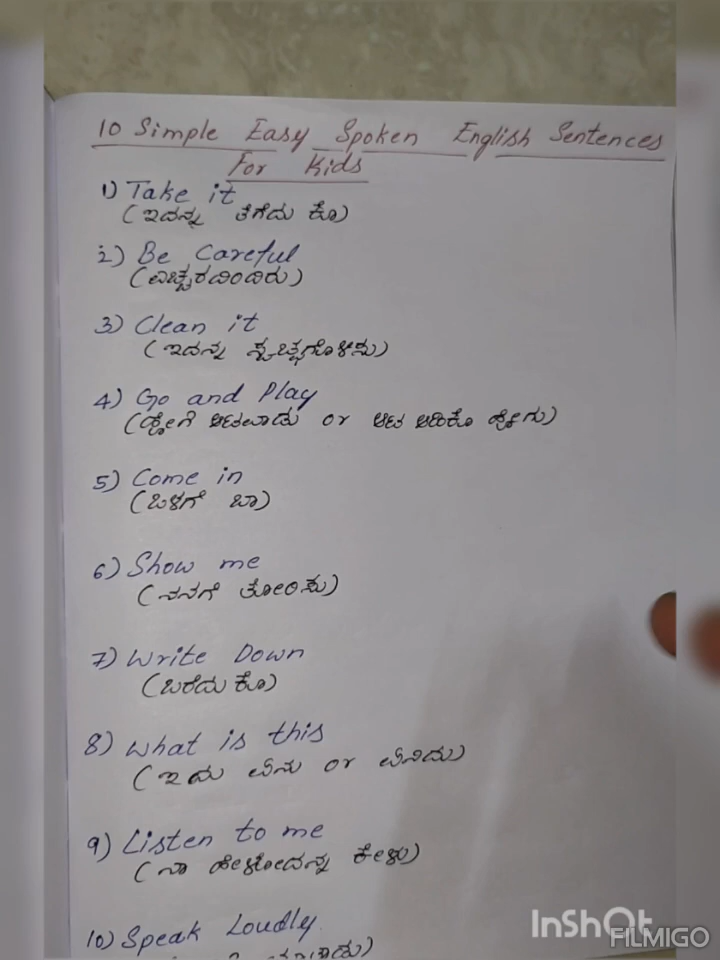 10 Simple Easy Spoken English Sentences
For Kids
1) Take it
(ಇದನ್ನು ತೆಗೆದು ಕೊ)
2) Be Careful
(ಎಚ್ಚರದಿಂದಿರು)
3) Clean it
(ಇದನ್ನು ಸ್ವಚ್ಛಗೊಳಿಸು)
4) Go and Play
(ಹೋಗಿ ಆಟವಾಡು or ಆಟ ಆಡಿಕೊ ಹೋಗು)
5) Come in
(ಒಳಗೆ ಬಾ)
6) Show me
(ನನಗೆ ತೋರಿಸು)
7) Write Down
(ಬರೆದು ಕೊ)
8) What is this
(ಇದು ಏನು or ಏನಿದು)
9) Listen to me
(ನಾ ಹೇಳೋದನ್ನು ಕೇಳು)
10) Speak Loudly
InShOt
FILMIGO